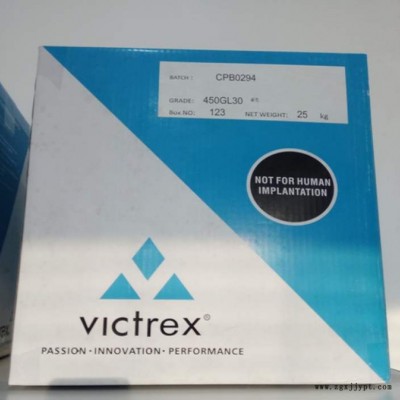 BATCH: CPB0294
GRADE: 450GL30
Box NO: 123 NET WEIGHT: 25 kg
NOT FOR HUMAN
IMPLANTATION
victrex®
PASSION · INNOVATION · PERFORMANCE
www.zgxjjypt.com